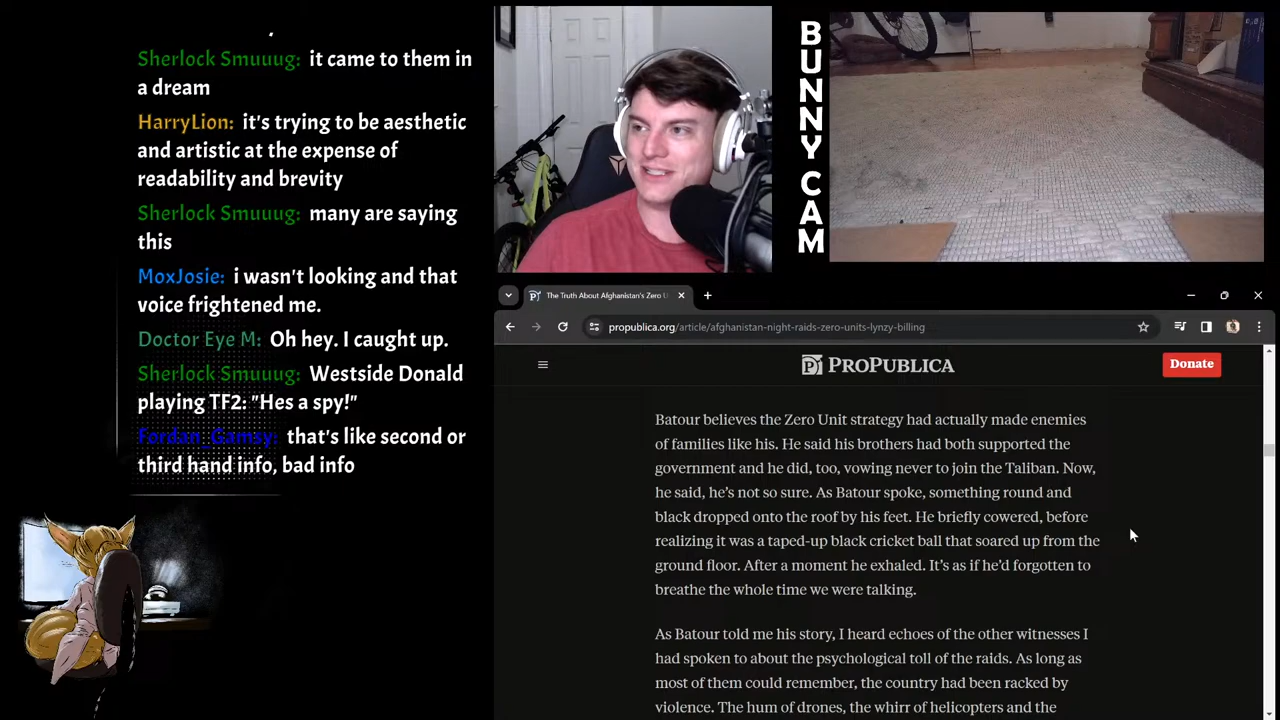 Sherlock Smuuug: it came to them in
a dream
HarryLion: it's trying to be aesthetic
and artistic at the expense of
readability and brevity
Sherlock Smuuug: many are saying
this
MoxJosie: i wasn't looking and that
voice frightened me.
Doctor Eye M: Oh hey. I caught up.
Sherlock Smuuug: Westside Donald
playing TF2: "Hes a spy!"
Fordan_Gamsy: that's like second or
third hand info, bad info
BUNNY CAM
The Truth About Afghanistan's Zero U
propublica.org/article/afghanistan-night-raids-zero-units-lynzy-billing
PROPUBLICA
Donate
Batour believes the Zero Unit strategy had actually made enemies
of families like his. He said his brothers had both supported the
government and he did, too, vowing never to join the Taliban. Now,
he said, he's not so sure. As Batour spoke, something round and
black dropped onto the roof by his feet. He briefly cowered, before
realizing it was a taped-up black cricket ball that soared up from the
ground floor. After a moment he exhaled. It's as if he'd forgotten to
breathe the whole time we were talking.
As Batour told me his story, I heard echoes of the other witnesses I
had spoken to about the psychological toll of the raids. As long as
most of them could remember, the country had been racked by
violence. The hum of drones, the whirr of helicopters and the